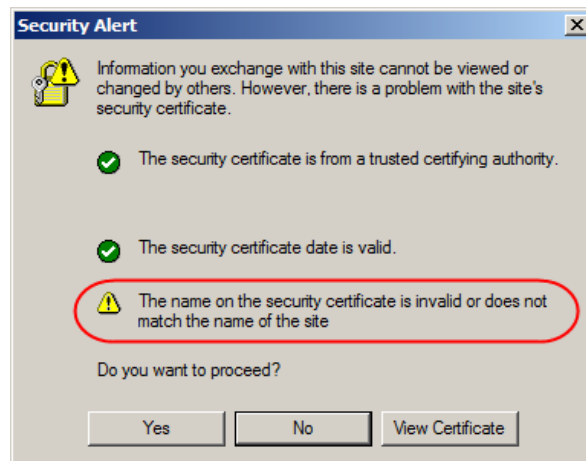 Security Alert
Information you exchange with this site cannot be viewed or
changed by others. However, there is a problem with the site's
security certificate.
The security certificate is from a trusted certifying authority.
The security certificate date is valid.
The name on the security certificate is invalid or does not
match the name of the site
Do you want to proceed?
Yes
No
View Certificate